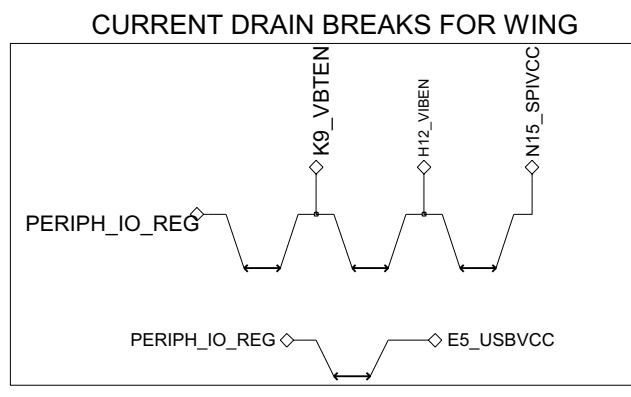 CURRENT DRAIN BREAKS FOR WING
K9_VBTEN
H12_VIBEN
N15_SPIVCC
PERIPH_IO_REG
PERIPH_IO_REG
E5_USBVCC